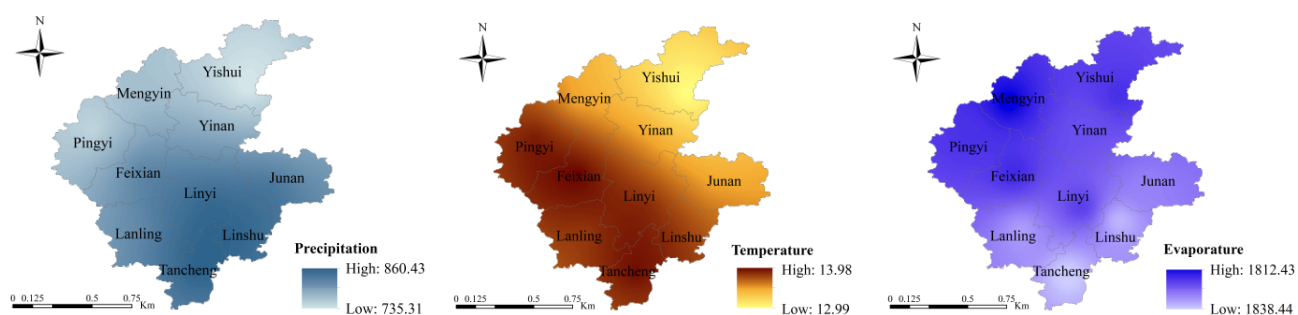 N
Yishui
Mengyin
Yinan
Pingyi
Feixian
Junan
Linyi
Lanling
Linshu
Tancheng
Precipitation
High: 860.43
Low: 735.31
0 0.125 0.5 0.75
Km
N
Yishui
Mengyin
Yinan
Pingyi
Feixian
Junan
Linyi
Lanling
Linshu
Tancheng
Temperature
High: 13.98
Low: 12.99
0 0.125 0.5 0.75
Km
N
Yishui
Mengyin
Yinan
Pingyi
Feixian
Junan
Linyi
Lanling
Linshu
Tancheng
Evaporature
High: 1812.43
Low: 1838.44
0 0.125 0.5 0.75
Km